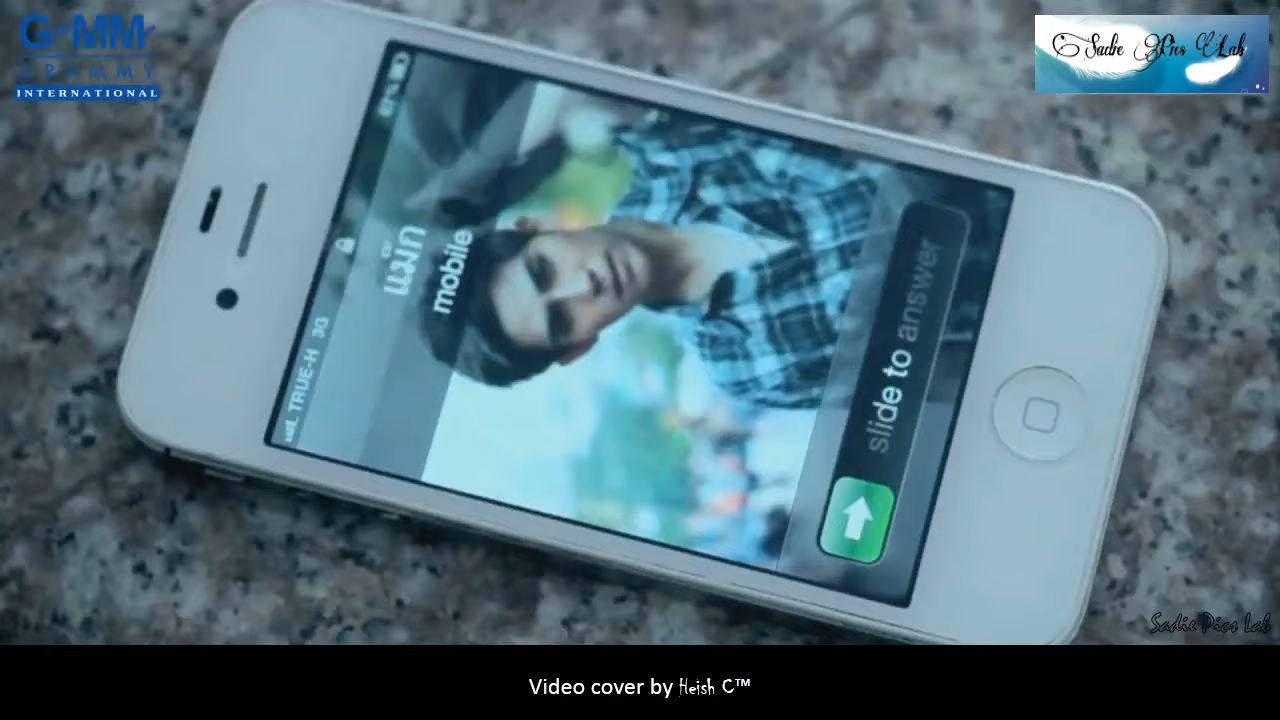 GMM
GRAMMY
INTERNATIONAL
Sadie Pics Lab
TRUE-H 3G
แม็ก
mobile
slide to answer
Sadie Pics Lab
Video cover by Heish C™